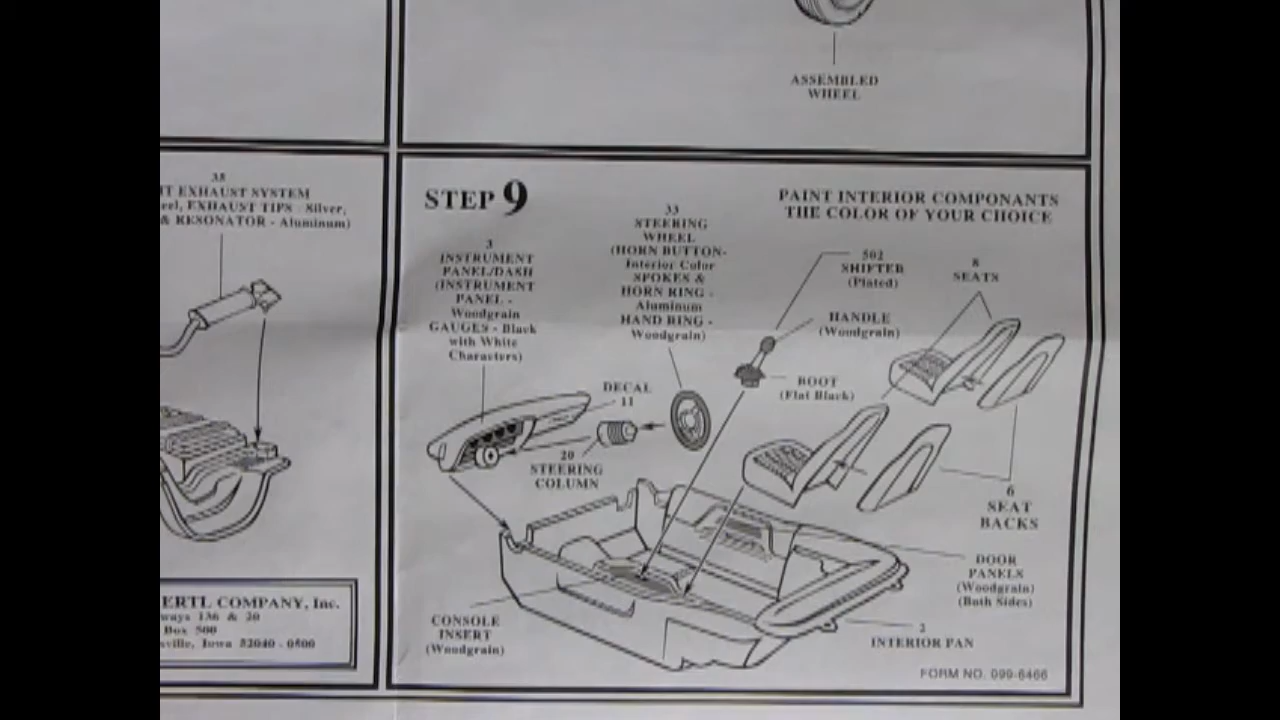 ASSEMBLED
WHEEL
38
EXHAUST SYSTEM
EXHAUST TIPS - Silver,
& RESONATOR - Aluminum)
STEP 9
PAINT INTERIOR COMPONANTS
THE COLOR OF YOUR CHOICE
3
INSTRUMENT
PANEL/DASH
(INSTRUMENT
PANEL -
Woodgrain
GAUGES - Black
with White
Characters)
33
STEERING
WHEEL
(HORN BUTTON-
Interior Color
SPOKES &
HORN RING -
Aluminum
HAND RING -
Woodgrain)
502
SHIFTER
(Plated)
8
SEATS
HANDLE
(Woodgrain)
BOOT
(Flat Black)
DECAL
11
20
STEERING
COLUMN
6
SEAT
BACKS
DOOR
PANELS
(Woodgrain)
(Both Sides)
CONSOLE
INSERT
(Woodgrain)
2
INTERIOR PAN
FORM NO. 099-6466
ERTL COMPANY, Inc.
ways 136 & 20
Box 500
sville, Iowa 52040 - 0500